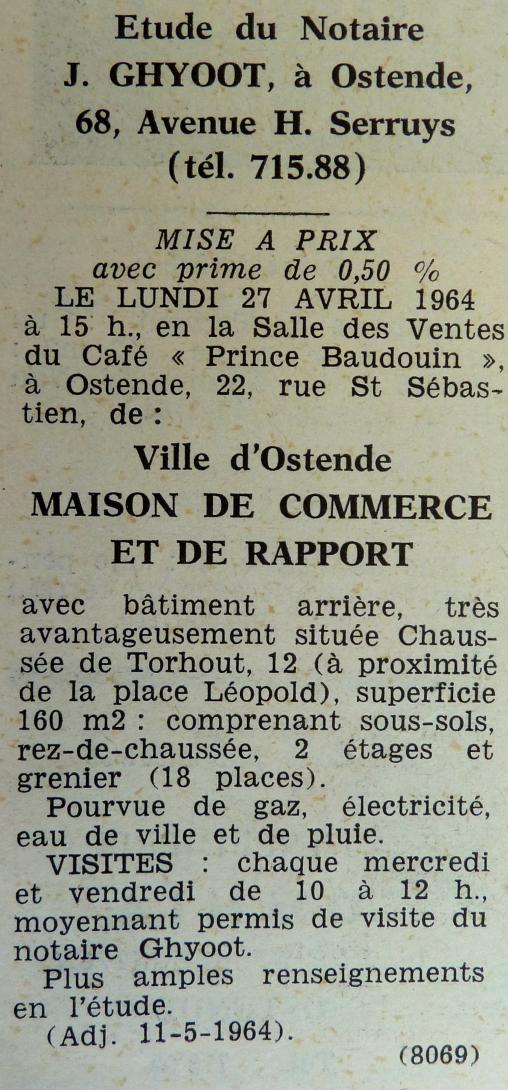 Etude du Notaire
J. GHYOOT, à Ostende,
68, Avenue H. Serruys
(tél. 715.88)
MISE A PRIX
avec prime de 0,50 %
LE LUNDI 27 AVRIL 1964
à 15 h., en la Salle des Ventes
du Café « Prince Baudouin »,
à Ostende, 22, rue St Sébas-
tien, de :
Ville d'Ostende
MAISON DE COMMERCE
ET DE RAPPORT
avec bâtiment arrière, très
avantageusement située Chaus-
sée de Torhout, 12 (à proximité
de la place Léopold), superficie
160 m2 : comprenant sous-sols,
rez-de-chaussée, 2 étages et
grenier (18 places).
Pourvue de gaz, électricité,
eau de ville et de pluie.
VISITES : chaque mercredi
et vendredi de 10 à 12 h.,
moyennant permis de visite du
notaire Ghyoot.
Plus amples renseignements
en l'étude.
(Adj. 11-5-1964).
(8069)